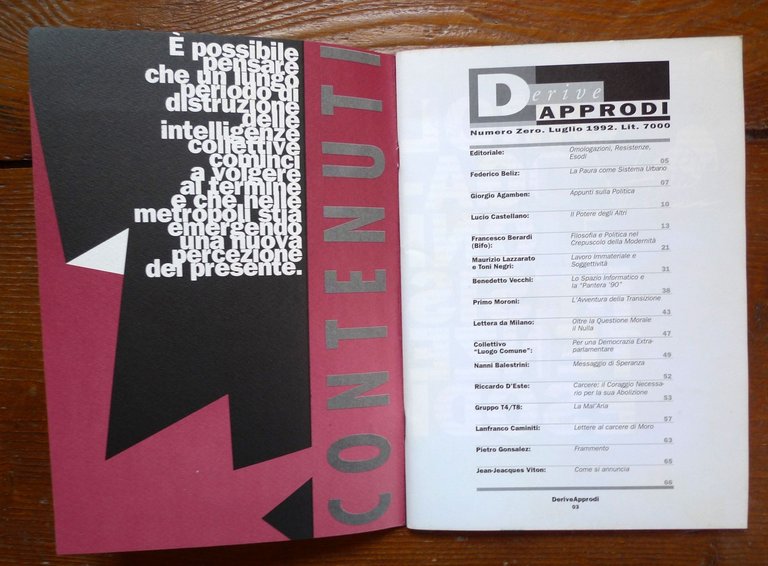 È possibile
pensare
che un lungo
periodo di
distruzione
delle
intelligenze
collettive
cominci
a volgere
al termine
e che nelle
metropoli stia
emergendo
una nuova
percezione
del presente.
CONTENUTI
Derive
APPRODI
Numero Zero. Luglio 1992. Lit. 7000
Editoriale: Omologazioni, Resistenze,
Esodi
05
Federico Beliz: La Paura come Sistema Urbano
07
Giorgio Agamben: Appunti sulla Politica
10
Lucio Castellano: Il Potere degli Altri
13
Francesco Berardi Filosofia e Politica nel
(Bifo): Crepuscolo della Modernità
21
Maurizio Lazzarato Lavoro Immateriale e
e Toni Negri: Soggettività
31
Benedetto Vecchi: Lo Spazio Informatico e
la "Pantera '90"
38
Primo Moroni: L'Avventura della Transizione
43
Lettera da Milano: Oltre la Questione Morale
il Nulla
47
Collettivo Per una Democrazia Extra-
"Luogo Comune": parlamentare
49
Nanni Balestrini: Messaggio di Speranza
52
Riccardo D'Este: Carcere: il Coraggio Necessa-
rio per la sua Abolizione
53
Gruppo T4/T8: La Mal'Aria
57
Lanfranco Caminiti: Lettere al carcere di Moro
63
Pietro Gonsalez: Frammento
65
Jean-Jeacques Viton: Come si annuncia
66
DeriveApprodi
03